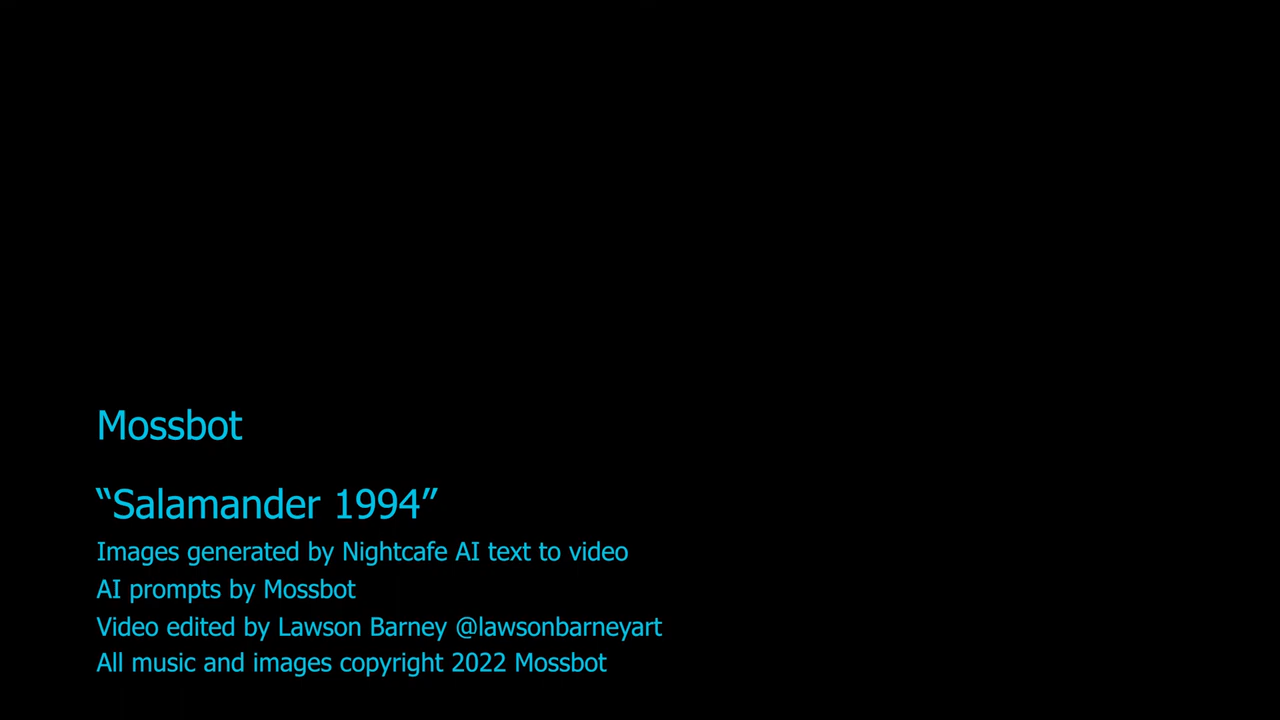 Mossbot
“Salamander 1994”
Images generated by Nightcafe AI text to video
AI prompts by Mossbot
Video edited by Lawson Barney @lawsonbarneyart
All music and images copyright 2022 Mossbot